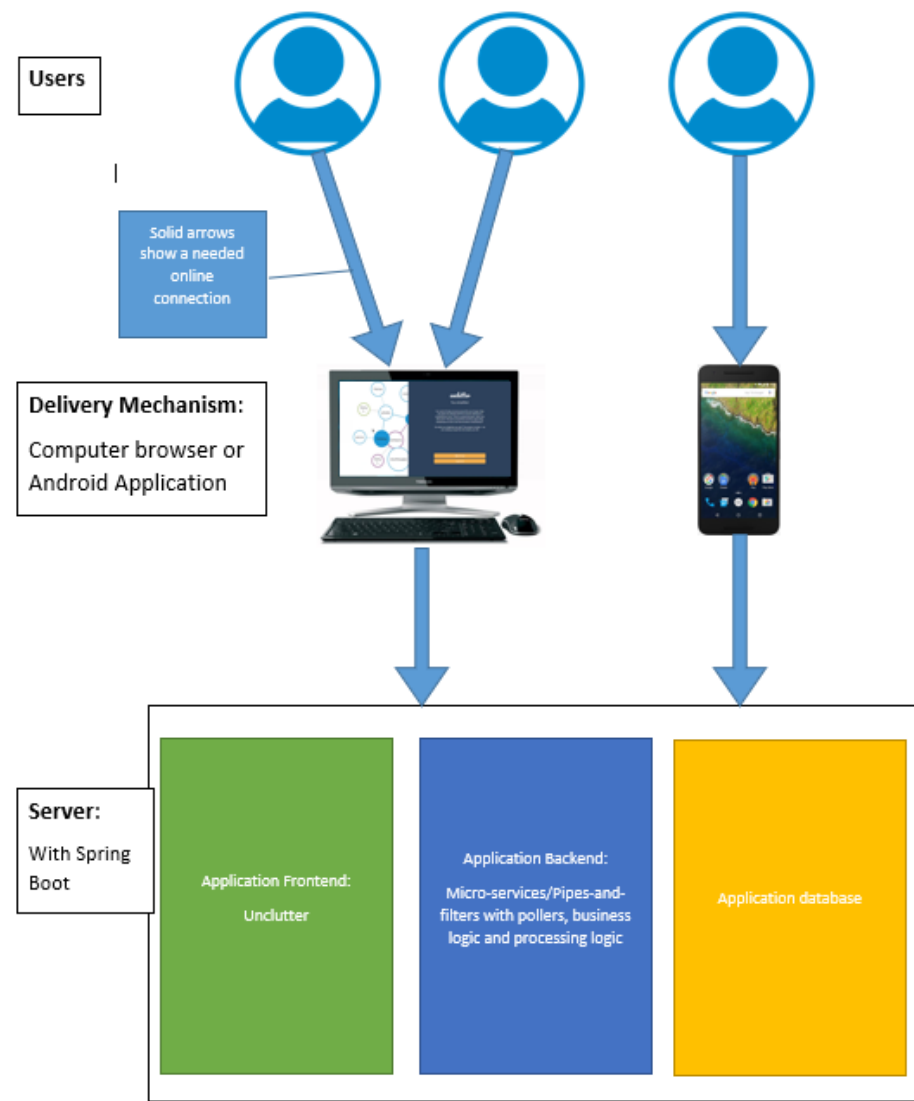 Users
Solid arrows
show a needed
online
connection
Delivery Mechanism:
Computer browser or
Android Application
Server:
With Spring
Boot
Application Frontend:
Unclutter
Application Backend:
Micro-services/Pipes-and-
filters with pollers, business
logic and processing logic
Application database